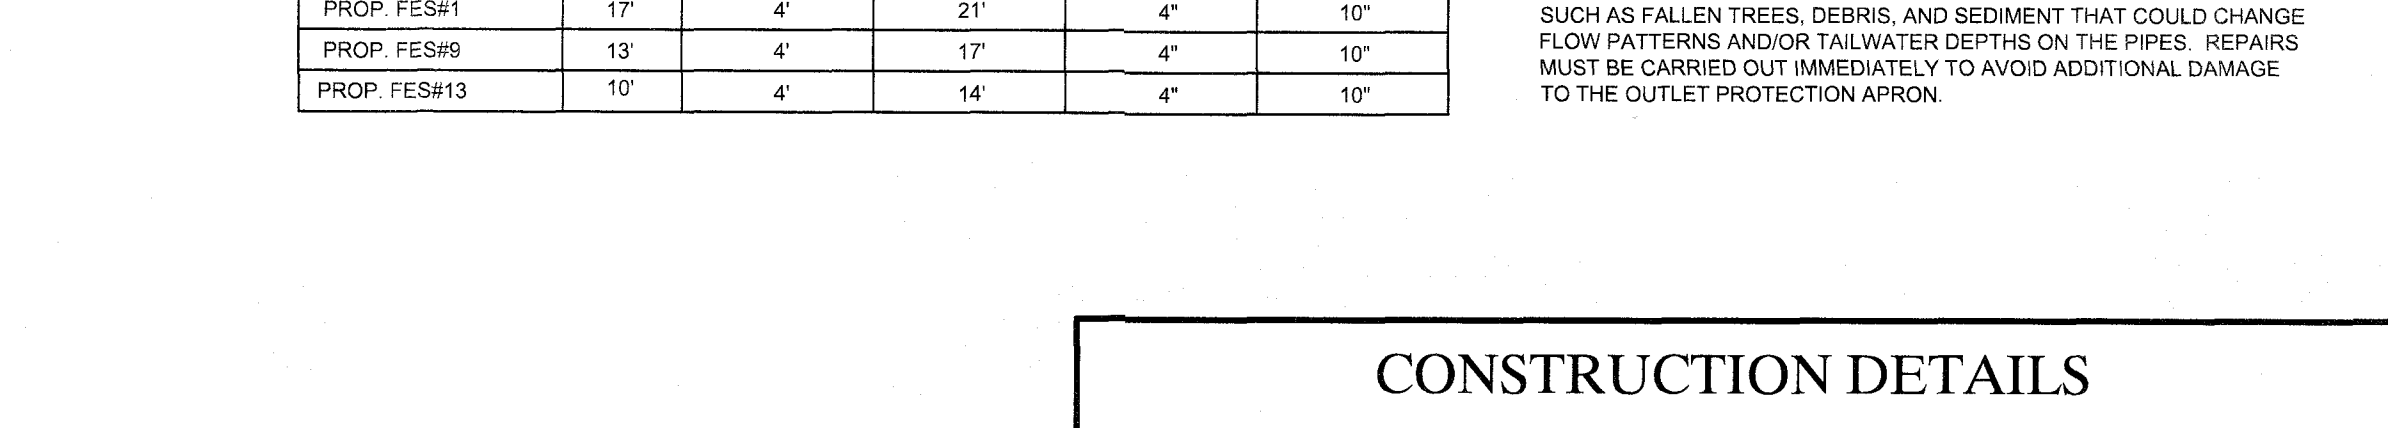 PROP. FES#1 17' 4' 21' 4" 10"
PROP. FES#9 13' 4' 17' 4" 10"
PROP. FES#13 10' 4' 14' 4" 10"
SUCH AS FALLEN TREES, DEBRIS, AND SEDIMENT THAT COULD CHANGE
FLOW PATTERNS AND/OR TAILWATER DEPTHS ON THE PIPES. REPAIRS
MUST BE CARRIED OUT IMMEDIATELY TO AVOID ADDITIONAL DAMAGE
TO THE OUTLET PROTECTION APRON.
CONSTRUCTION DETAILS